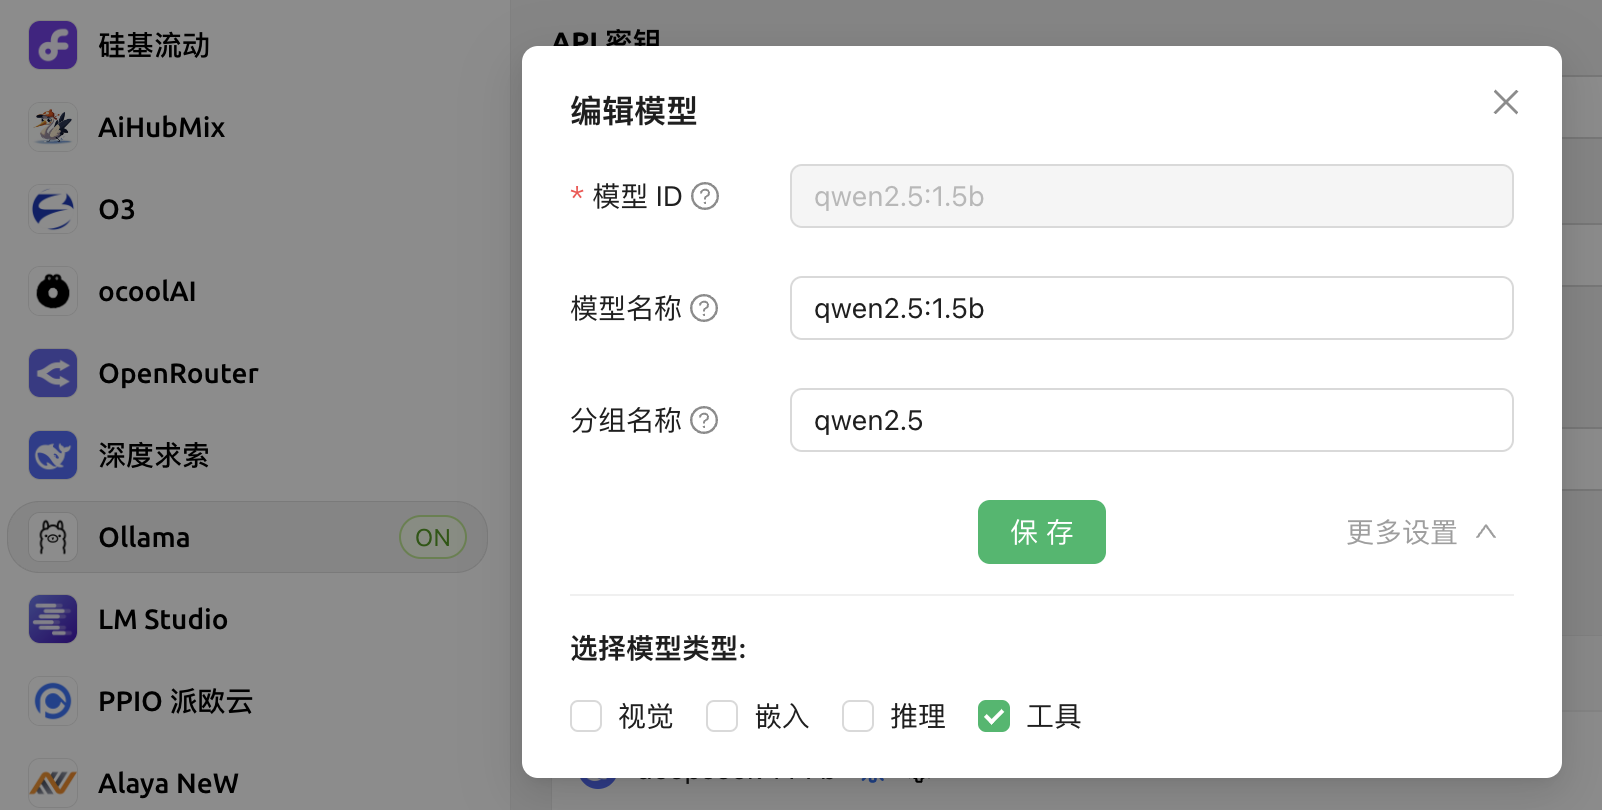 硅基流动
AiHubMix
O3
ocoolAI
OpenRouter
深度求索
Ollama
ON
LM Studio
PPIO 派欧云
Alaya NeW
API 密钥
编辑模型
* 模型 ID
qwen2.5:1.5b
模型名称
qwen2.5:1.5b
分组名称
qwen2.5
保 存
更多设置
选择模型类型:
视觉
嵌入
推理
工具